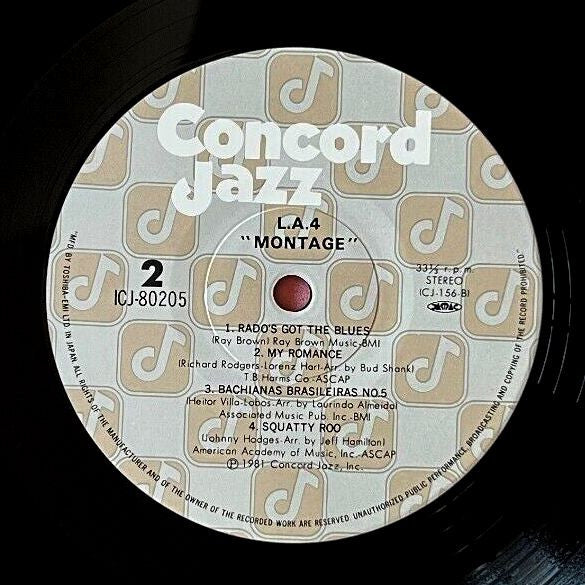 Concord
Jazz
L.A.4
"MONTAGE"
2
ICJ-80205
33⅓ r.p.m.
STEREO
(CJ-156-B)
1. RADO'S GOT THE BLUES
(Ray Brown) Ray Brown Music-BMI
2. MY ROMANCE
(Richard Rodgers-Lorenz Hart-Arr. by Bud Shank)
T.B. Harms Co.-ASCAP
3. BACHIANAS BRASILEIRAS NO.5
(Heitor Villa-Lobos-Arr. by Laurindo Almeida)
Associated Music Pub. Inc.-BMI
4. SQUATTY ROO
(Johnny Hodges-Arr. by Jeff Hamilton)
American Academy of Music, Inc.-ASCAP
Ⓟ 1981 Concord Jazz, Inc.
"MFD. BY TOSHIBA-EMI LTD. IN JAPAN ALL RIGHTS OF THE MANUFACTURER AND OF THE OWNER OF THE RECORDED WORK ARE RESERVED. UNAUTHORIZED PUBLIC PERFORMANCE, BROADCASTING AND COPYING OF THE RECORD PROHIBITED."